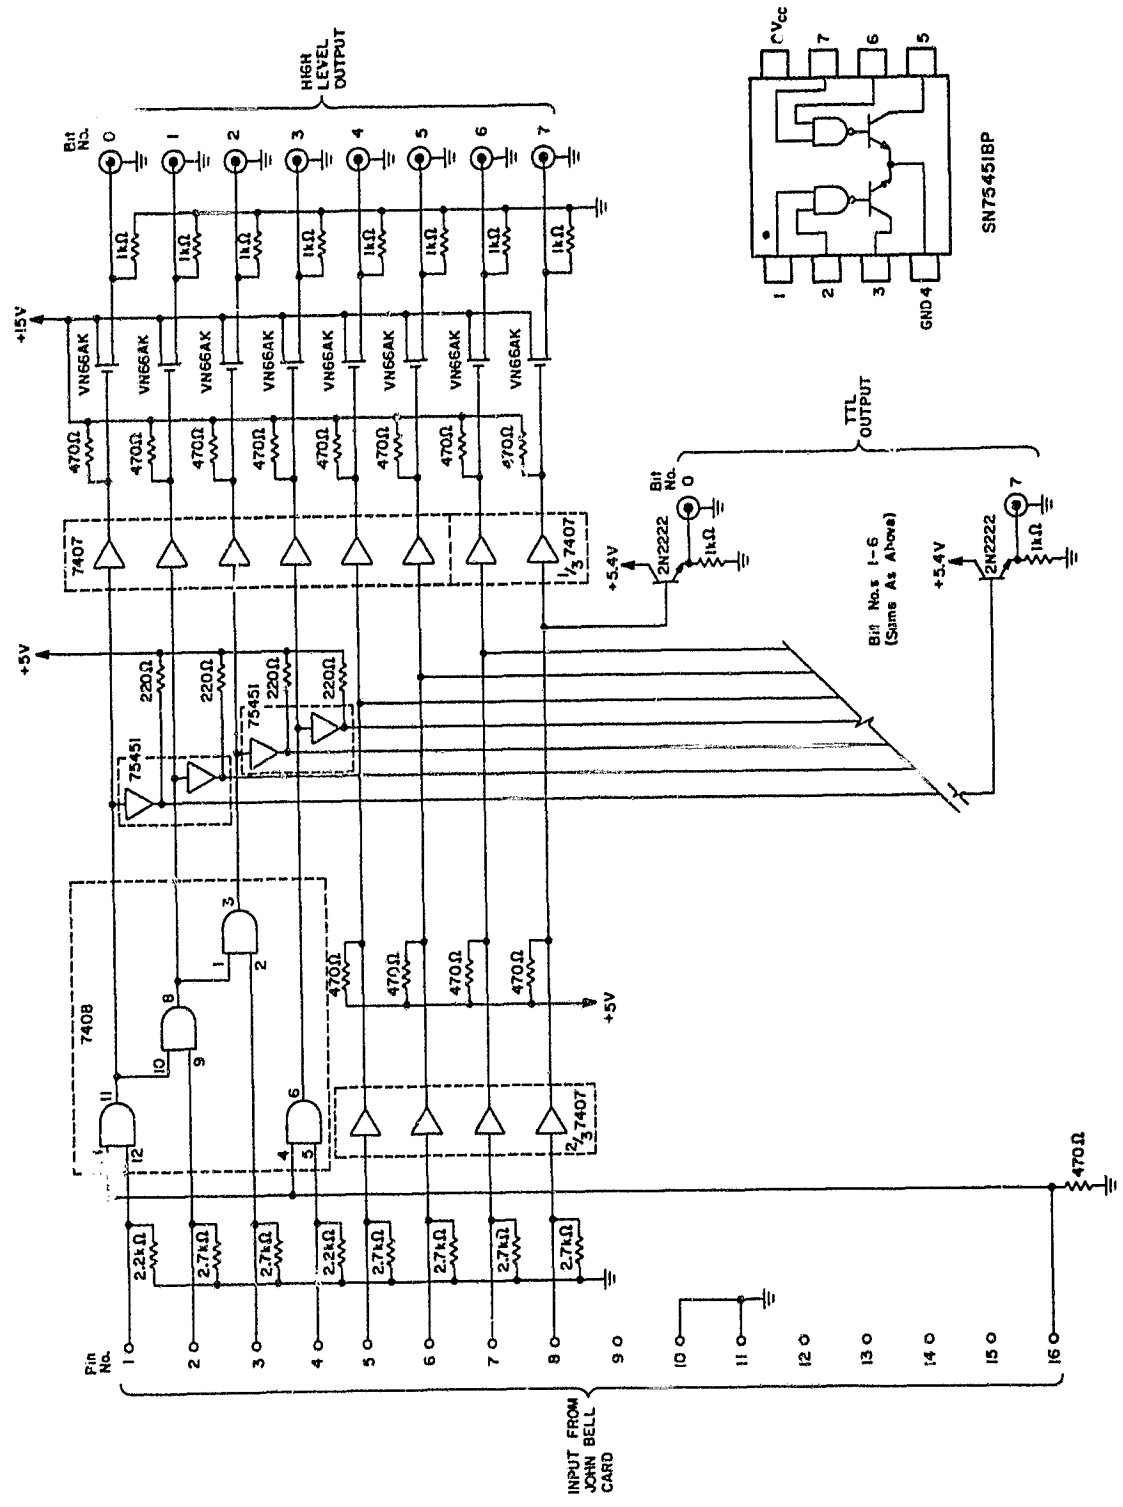 HIGH
LEVEL
OUTPUT
Bit
No.
0
1
2
3
4
5
6
7
1kΩ
1kΩ
1kΩ
1kΩ
1kΩ
1kΩ
1kΩ
1kΩ
+15V
VN66AK
VN66AK
VN66AK
VN66AK
VN66AK
VN66AK
VN66AK
VN66AK
470Ω
470Ω
470Ω
470Ω
470Ω
470Ω
470Ω
470Ω
7407
1/3 7407
+5V
220Ω
220Ω
220Ω
220Ω
75451
75451
7408
11
12
10
9
8
1
2
3
4
5
6
470Ω
470Ω
470Ω
470Ω
+5V
2/3 7407
2.2kΩ
2.7kΩ
2.7kΩ
2.2kΩ
2.7kΩ
2.7kΩ
2.7kΩ
2.7kΩ
470Ω
Pin
No.
1
2
3
4
5
6
7
8
9
10
11
12
13
14
15
16
INPUT FROM
JOHN BELL
CARD
TTL
OUTPUT
Bit
No.
0
+5.4V
2N2222
1kΩ
Bit No.s 1-6
(Same As Above)
7
+5.4V
2N2222
1kΩ
Vcc
7
6
5
1
2
3
GND4
SN75451BP